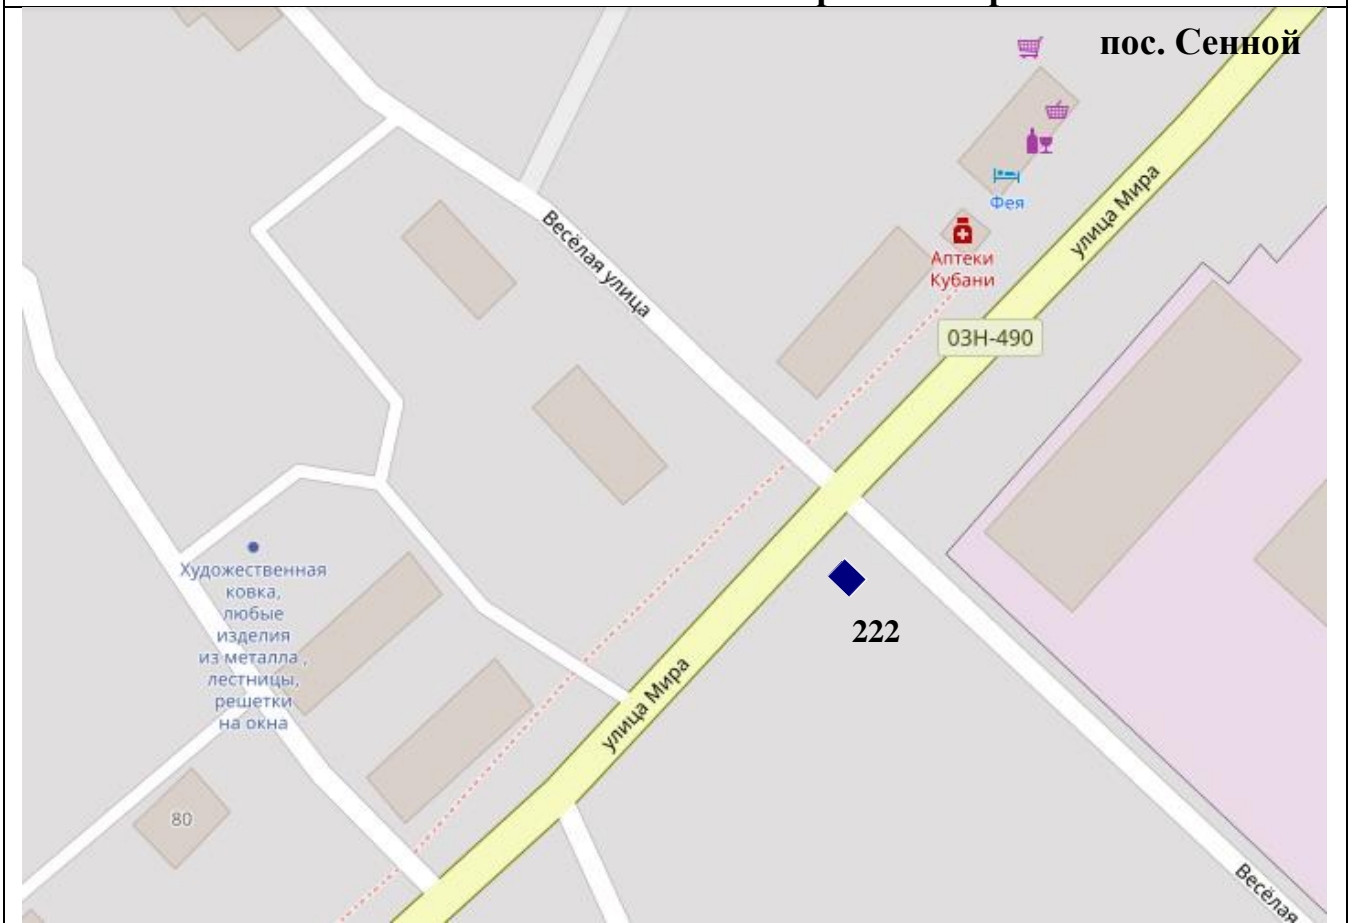 пос. Сенной
Фея
Аптеки
Кубани
улица Мира
Весёлая улица
03Н-490
Художественная
ковка,
любые
изделия
из металла ,
лестницы,
решетки
на окна
222
улица Мира
80
Весёлая